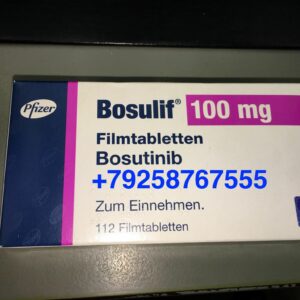 Pfizer
Bosulif® 100 mg
Filmtabletten
Bosutinib
+79258767555
Zum Einnehmen.
112 Filmtabletten